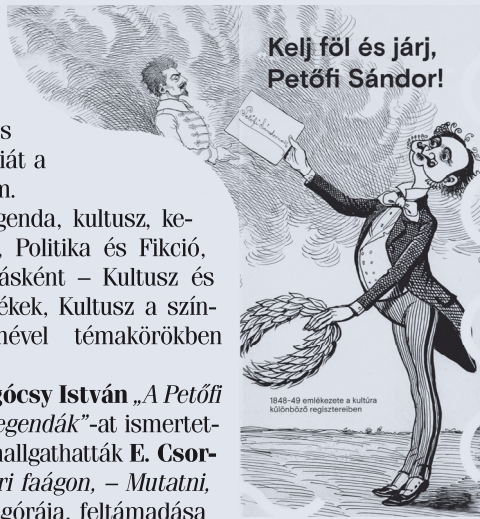 Kelj föl és járj,
Petőfi Sándor!
1848-49 emlékezete a kultúra
különböző regisztereiben
s
iát a
m.
genda, kultusz, ke-
, Politika és Fikció,
ásként – Kultusz és
ékek, Kultusz a szín-
nével témakörökben
gócsy István „A Petőfi
egendák”-at ismertet-
hallgathatták E. Csor-
ri faágon, – Mutatni,
góráia, feltámadása